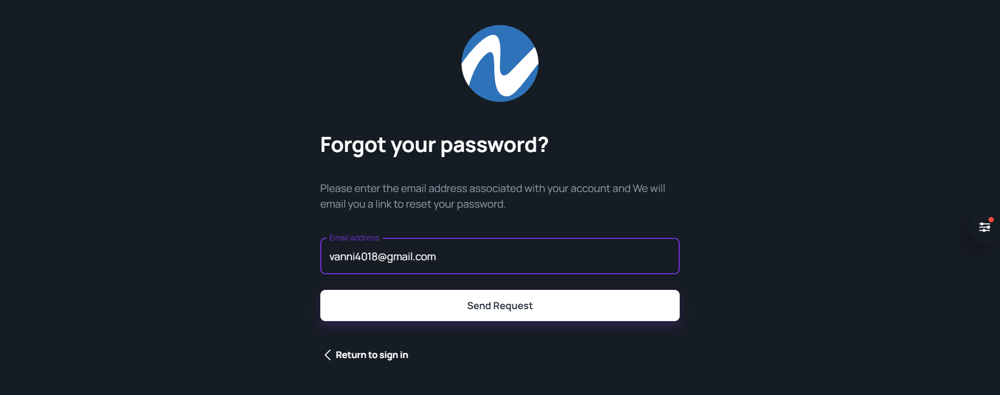 Forgot your password?
Please enter the email address associated with your account and We will
email you a link to reset your password.
Email address
vanni4018@gmail.com
Send Request
Return to sign in